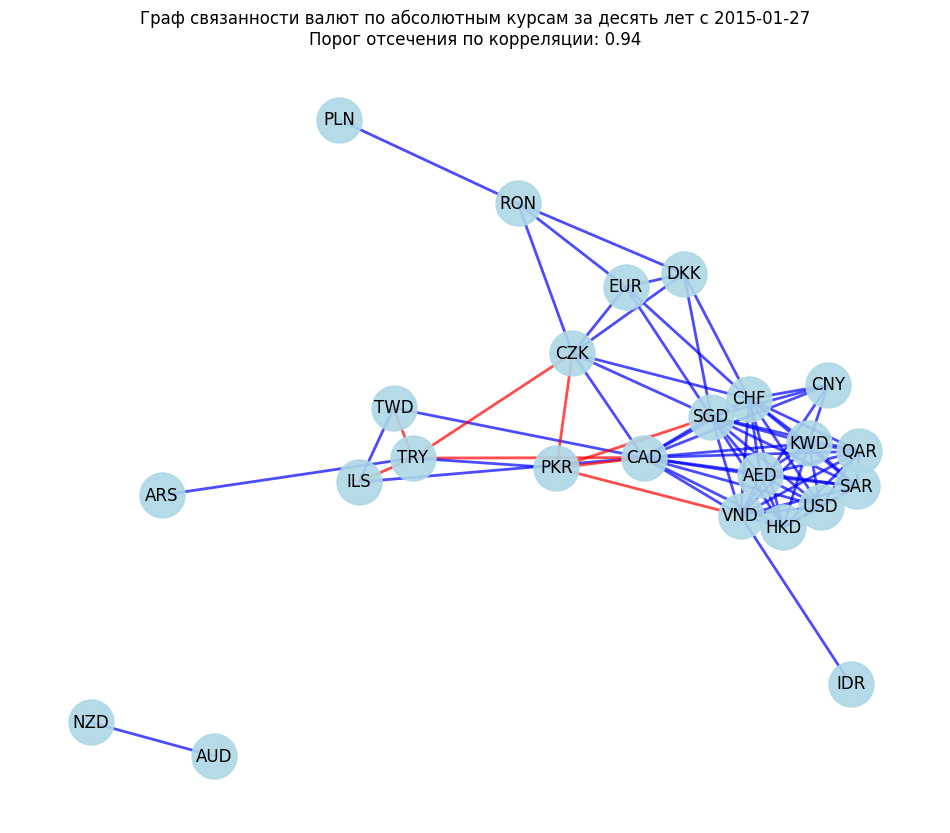 Граф связанности валют по абсолютным курсам за десять лет с 2015-01-27
Порог отсечения по корреляции: 0.94
PLN
RON
DKK
EUR
CZK
CNY
CHF
TWD
SGD
KWD
QAR
TRY
CAD
PKR
AED
ILS
SAR
ARS
USD
VND
HKD
IDR
NZD
AUD